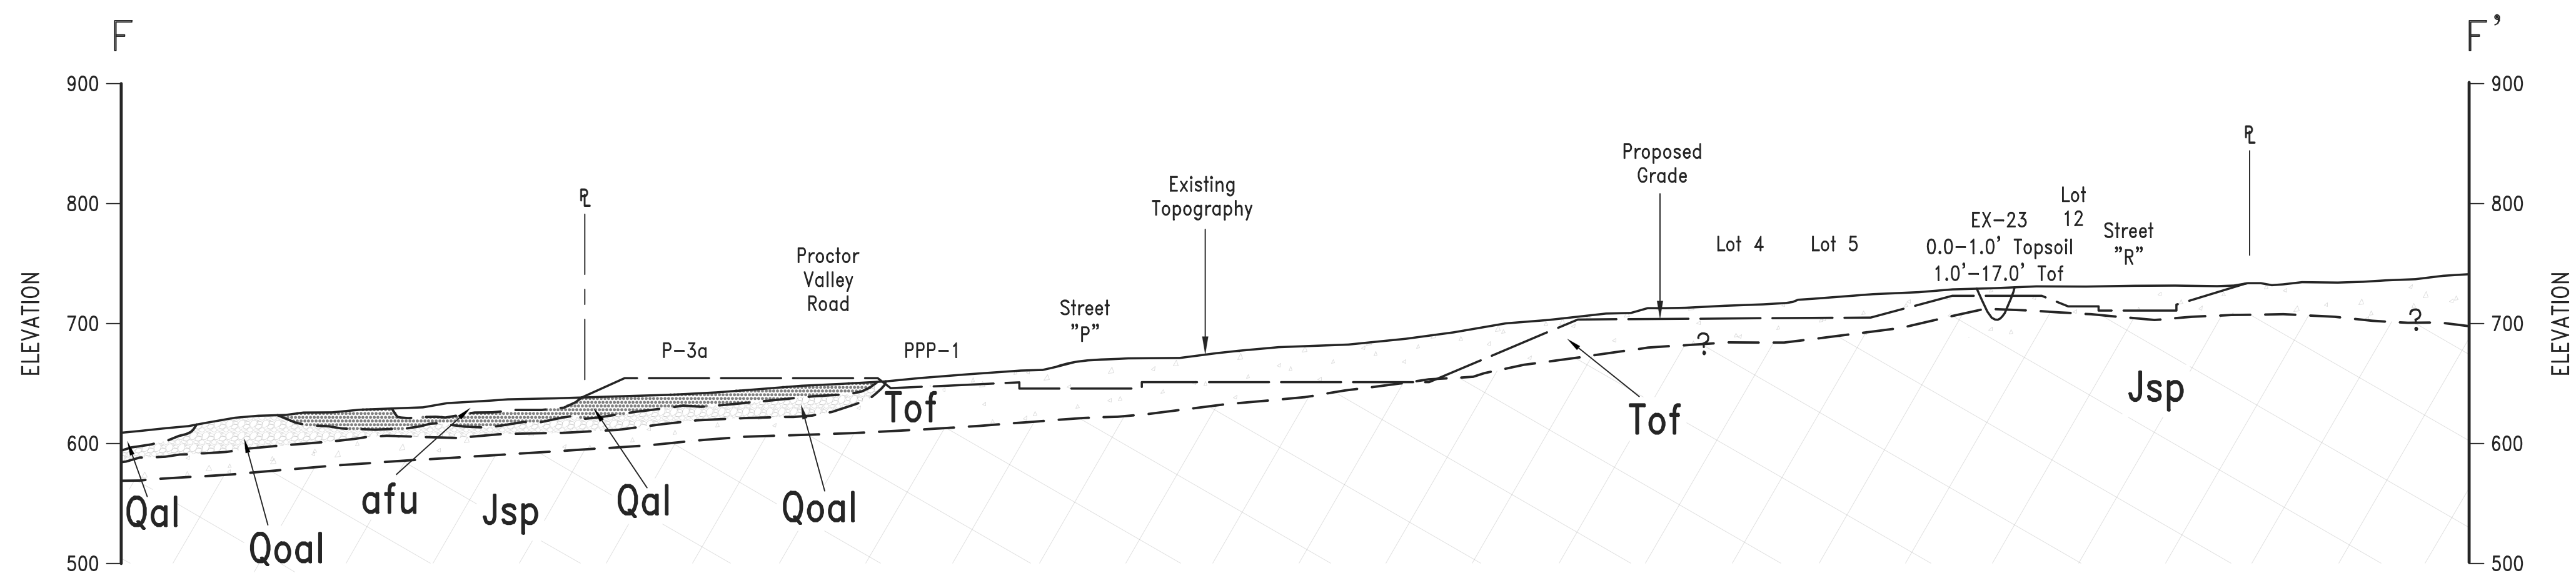 F
F'
900
900
800
800
700
700
600
600
500
500
ELEVATION
ELEVATION
PL
PL
Proposed
Grade
Existing
Topography
Lot
12
EX-23
0.0-1.0' Topsoil
1.0'-17.0' Tof
Street
"R"
Lot 4
Lot 5
Proctor
Valley
Road
Street
"P"
P-3a
PPP-1
?
?
Tof
Tof
Jsp
Qal
Qoal
afu
Jsp
Qal
Qoal